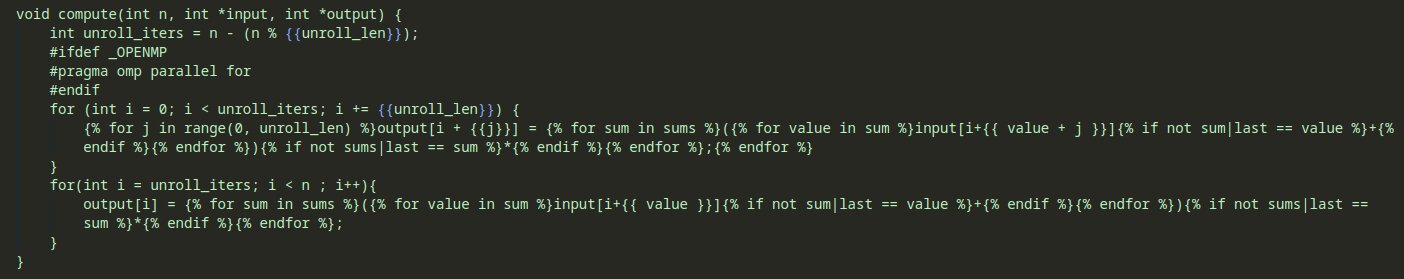 void compute(int n, int *input, int *output) {
    int unroll_iters = n - (n % {{unroll_len}});
    #ifdef _OPENMP
    #pragma omp parallel for
    #endif
    for (int i = 0; i < unroll_iters; i += {{unroll_len}}) {
        {% for j in range(0, unroll_len) %}output[i + {{j}}] = {% for sum in sums %}({% for value in sum %}input[i+{{ value + j }}]{% if not sum|last == value %}+{%
        endif %}{% endfor %}){% if not sums|last == sum %}*{% endif %}{% endfor %};{% endfor %}
    }
    for(int i = unroll_iters; i < n ; i++){
        output[i] = {% for sum in sums %}({% for value in sum %}input[i+{{ value }}]{% if not sum|last == value %}+{% endif %}{% endfor %}){% if not sums|last ==
        sum %}*{% endif %}{% endfor %};
    }
}